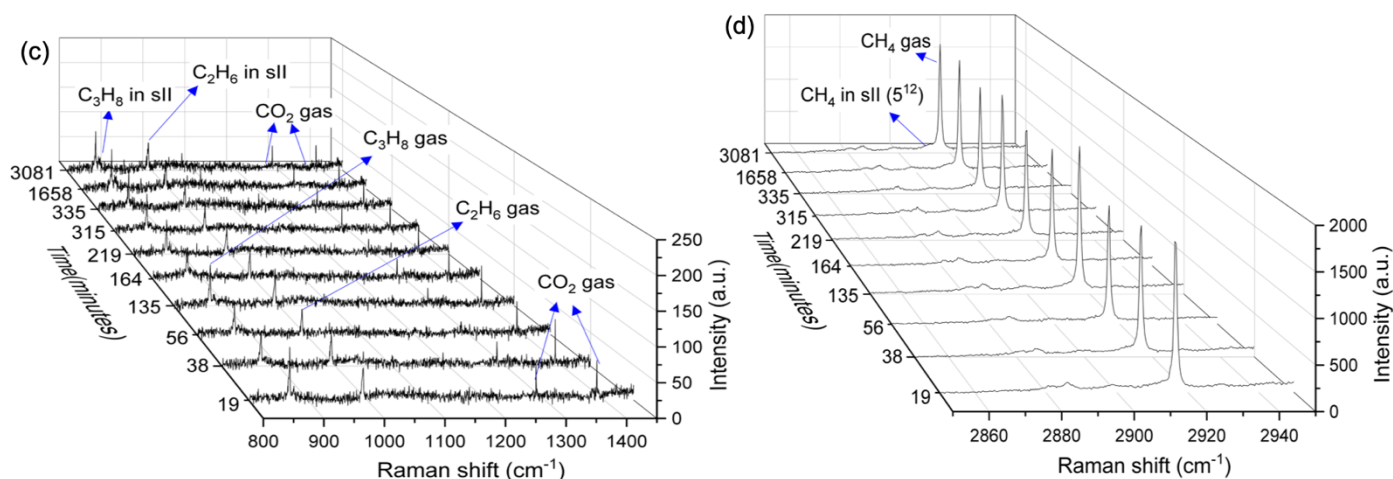 (c)
C₂H₆ in sII
C₃H₈ in sII
CO₂ gas
C₃H₈ gas
C₂H₆ gas
CO₂ gas
3081
1658
335
315
219
164
135
56
38
19
Time(minutes)
250
200
150
100
50
0
Intensity (a.u.)
800 900 1000 1100 1200 1300 1400
Raman shift (cm⁻¹)
(d)
CH₄ gas
CH₄ in sII (5¹²)
3081
1658
335
315
219
164
135
56
38
19
Time(minutes)
2000
1500
1000
500
0
Intensity (a.u.)
2860 2880 2900 2920 2940
Raman shift (cm⁻¹)